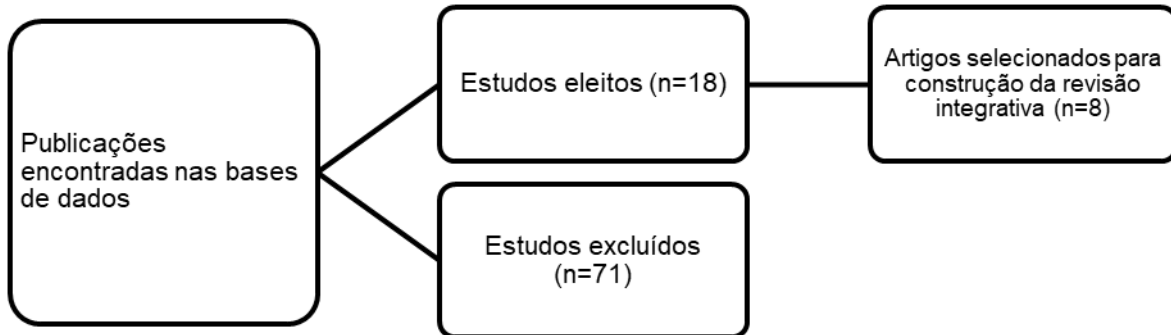 Publicações
encontradas nas bases
de dados
Estudos eleitos (n=18)
Estudos excluídos
(n=71)
Artigos selecionados para
construção da revisão
integrativa (n=8)